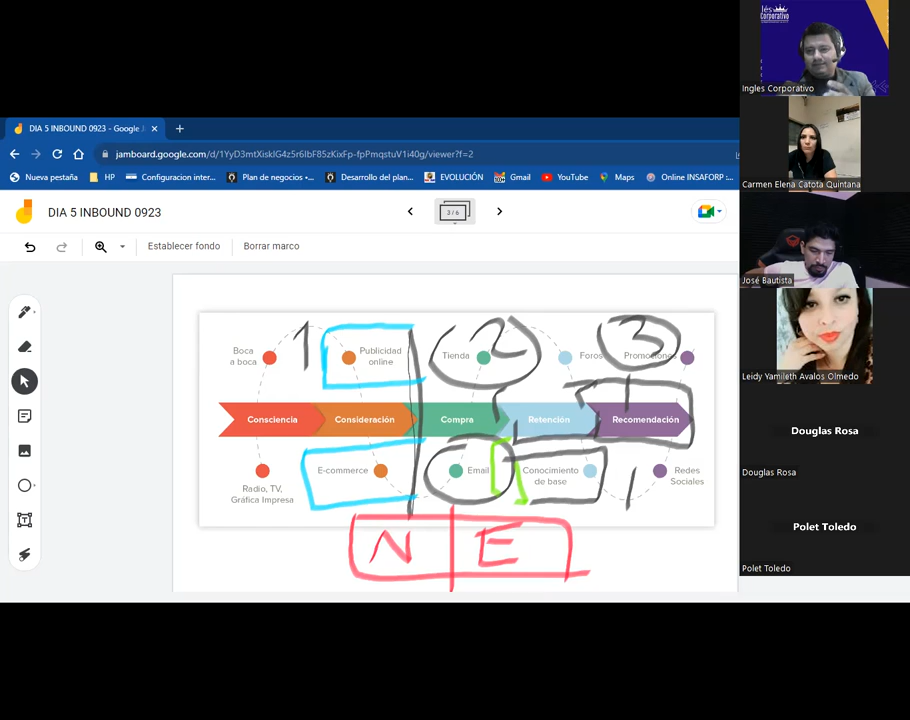 DIA 5 INBOUND 0923 - Google J
jamboard.google.com/d/1YyD3mtXiskIG4z5r6IbF85zKixFp-fpPmqstuV1i40g/viewer?f=2
Nueva pestaña
HP
Configuracion inter...
Plan de negocios •...
Desarrollo del plan...
EVOLUCIÓN
Gmail
YouTube
Maps
Online INSAFORP :...
DIA 5 INBOUND 0923
3 / 6
Establecer fondo
Borrar marco
1
2
3
Boca
a boca
Publicidad
online
Tienda
Foros
Promociones
Consciencia
Consideración
Compra
Retención
Recomendación
Radio, TV,
Gráfica Impresa
E-commerce
Email
Conocimiento
de base
Redes
Sociales
N E
Corporativo
Ingles Corporativo
Carmen Elena Catota Quintana
José Bautista
Leidy Yamileth Avalos Olmedo
Douglas Rosa
Douglas Rosa
Polet Toledo
Polet Toledo